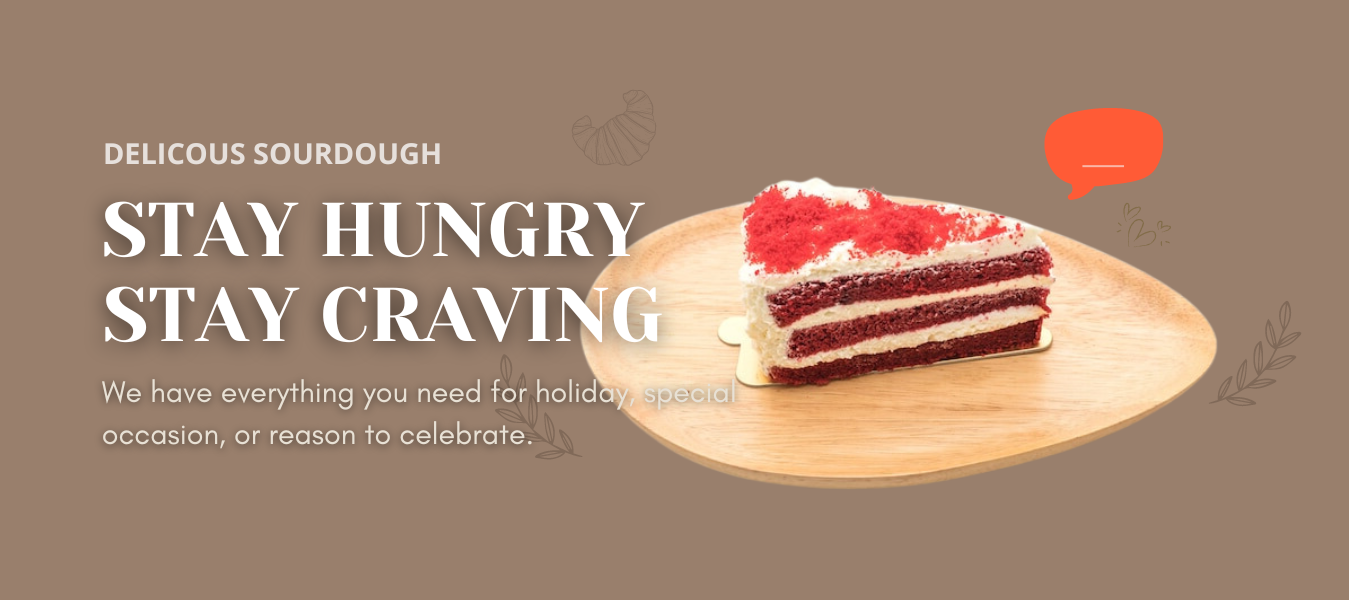 DELICOUS SOURDOUGH
STAY HUNGRY
STAY CRAVING
We have everything you need for holiday, special
occasion, or reason to celebrate.